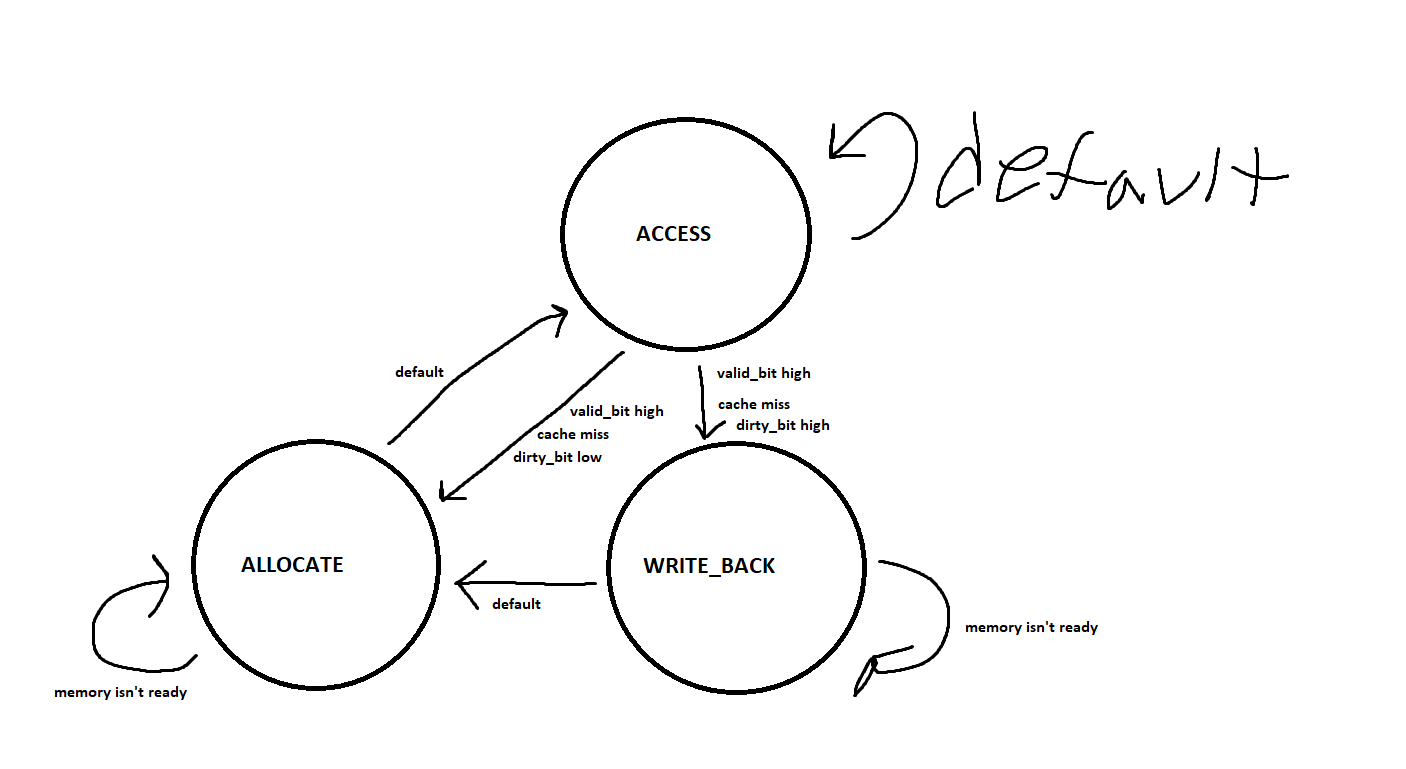 default
ACCESS
default
valid_bit high
cache miss
dirty_bit low
valid_bit high
cache miss
dirty_bit high
ALLOCATE
WRITE_BACK
default
memory isn't ready
memory isn't ready